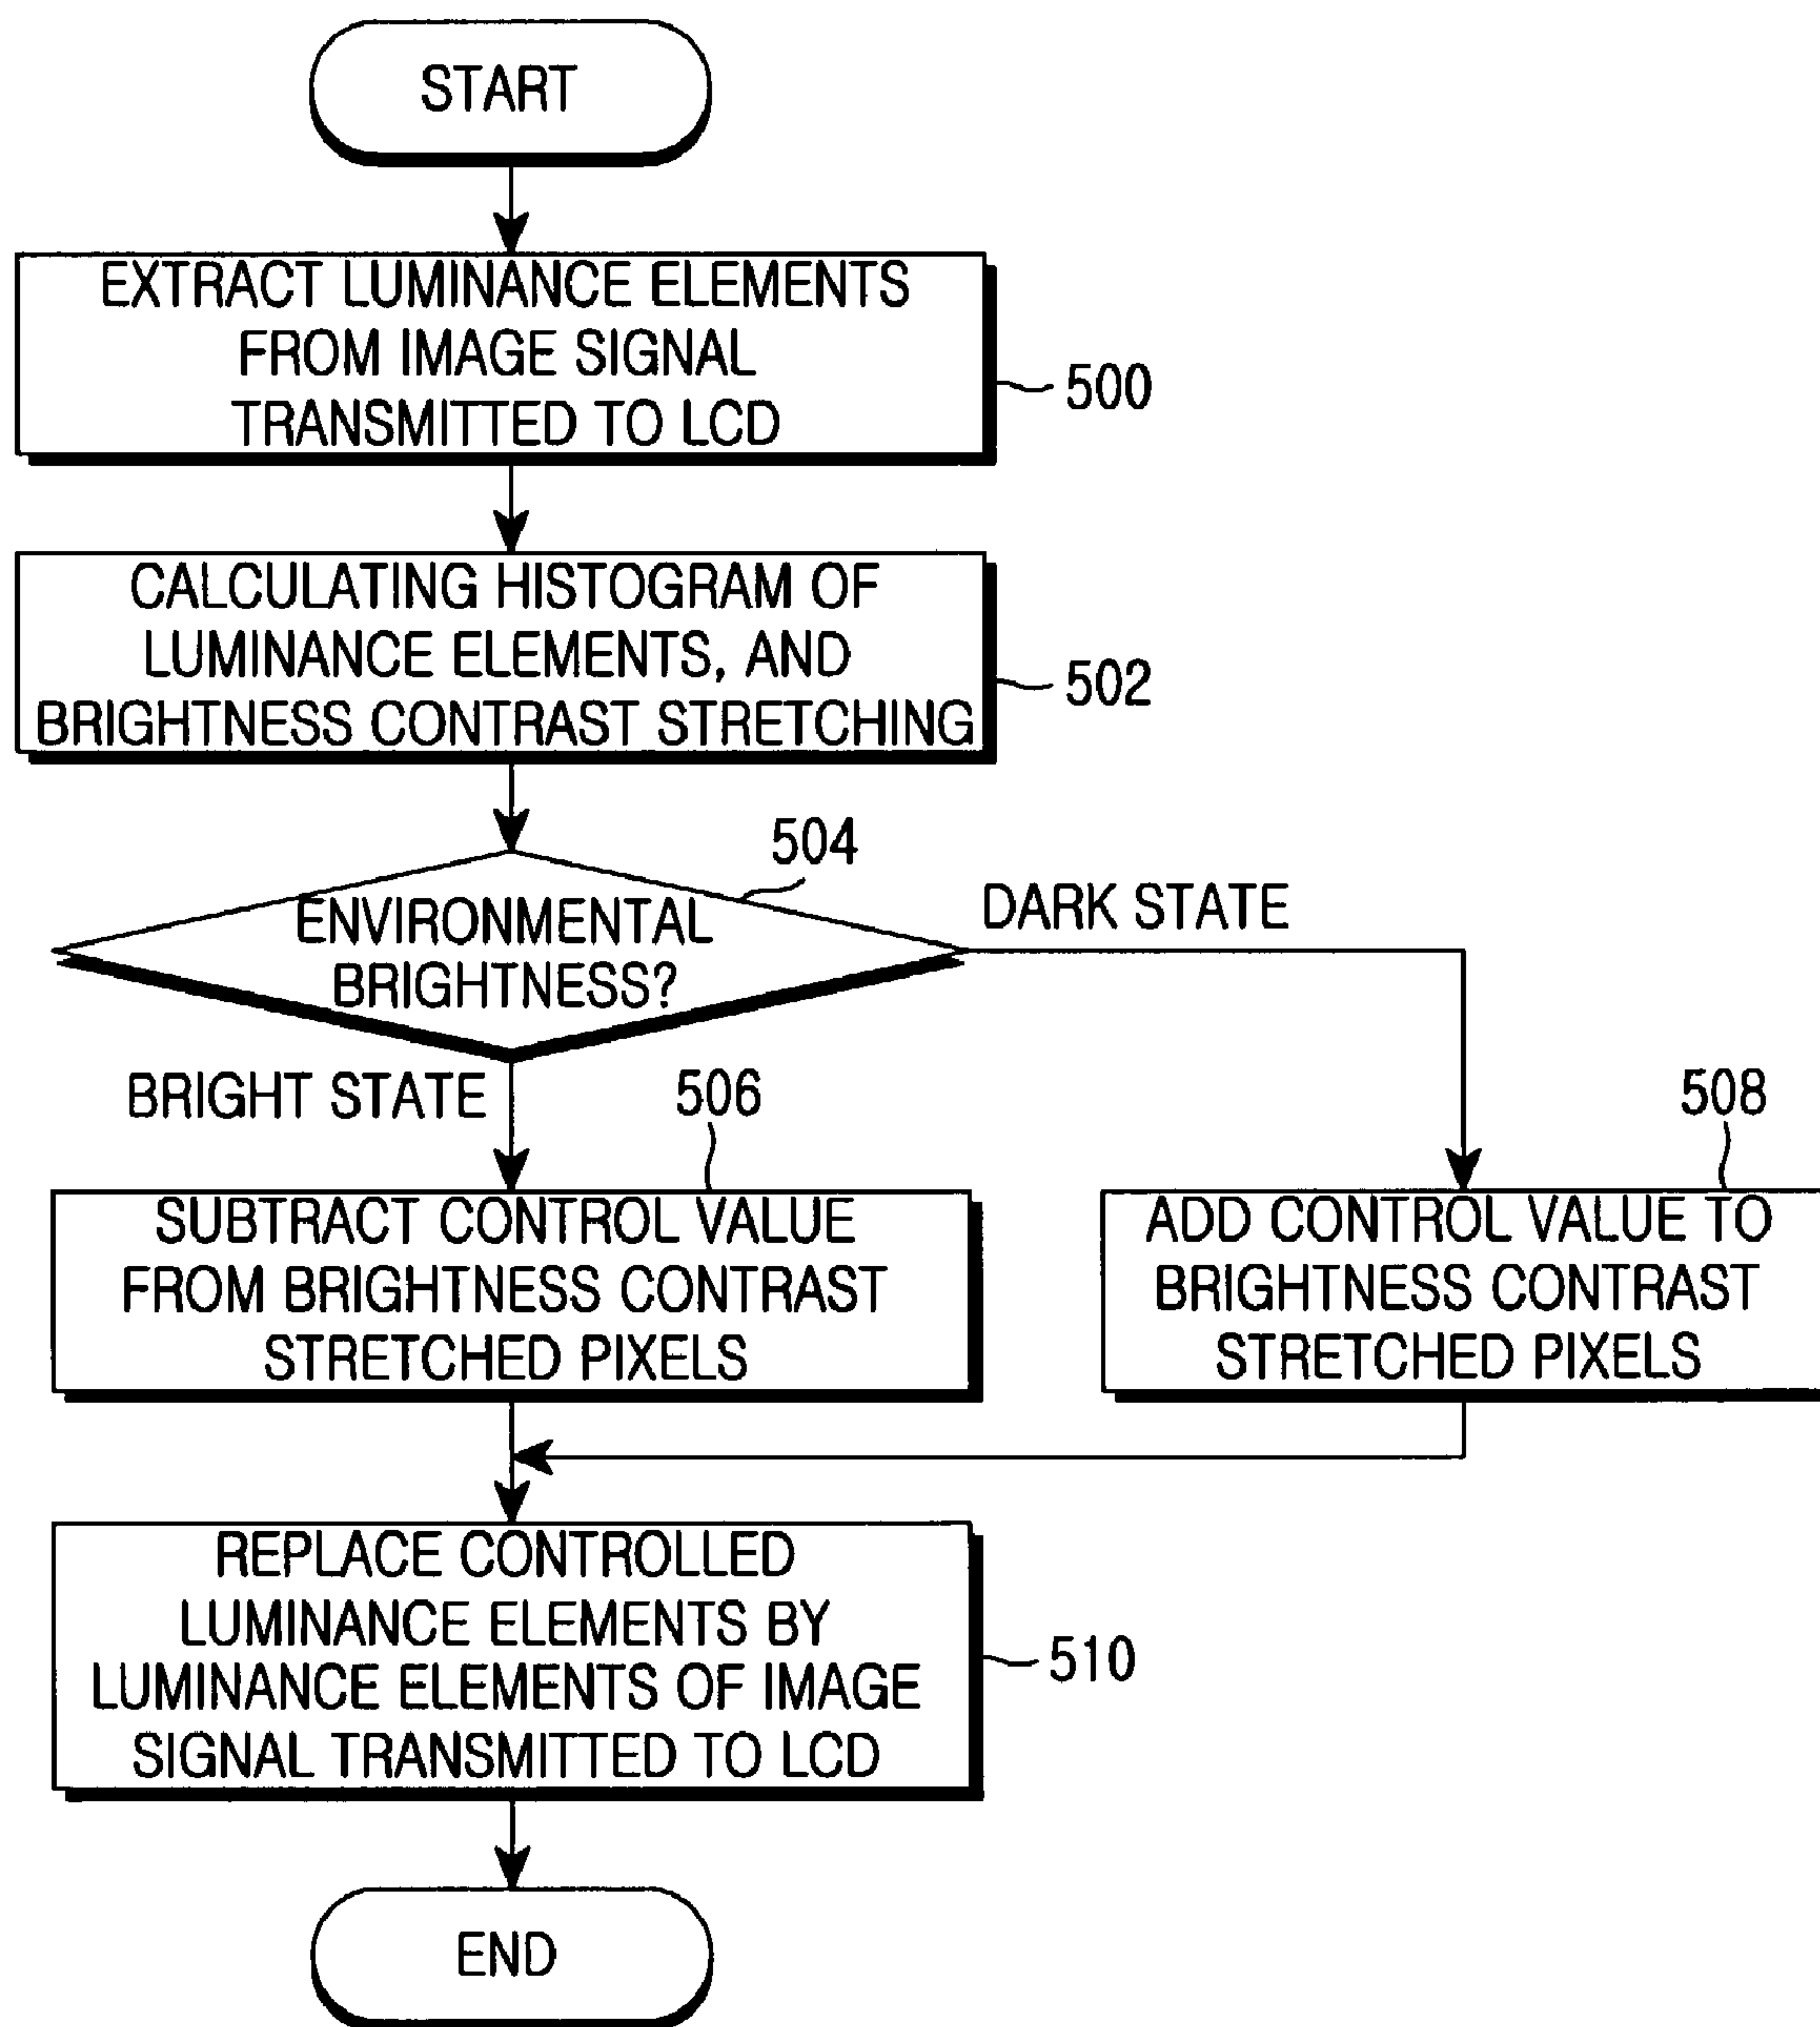 START
EXTRACT LUMINANCE ELEMENTS
FROM IMAGE SIGNAL
TRANSMITTED TO LCD
500
CALCULATING HISTOGRAM OF
LUMINANCE ELEMENTS, AND
BRIGHTNESS CONTRAST STRETCHING
502
504
ENVIRONMENTAL
BRIGHTNESS?
DARK STATE
BRIGHT STATE
506
SUBTRACT CONTROL VALUE
FROM BRIGHTNESS CONTRAST
STRETCHED PIXELS
508
ADD CONTROL VALUE TO
BRIGHTNESS CONTRAST
STRETCHED PIXELS
REPLACE CONTROLLED
LUMINANCE ELEMENTS BY
LUMINANCE ELEMENTS OF IMAGE
SIGNAL TRANSMITTED TO LCD
510
END